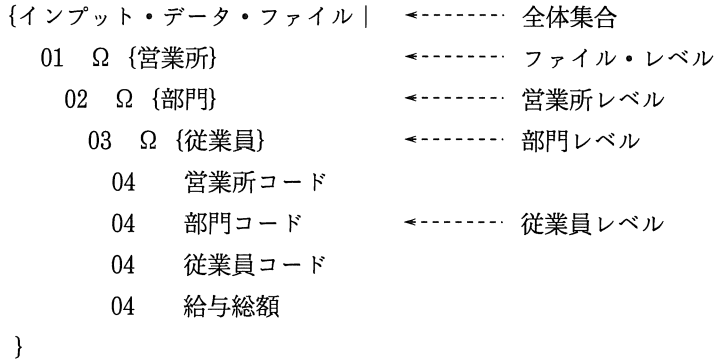 {インプット・データ・ファイル| 全体集合
01 Ω {営業所} ファイル・レベル
02 Ω {部門} 営業所レベル
03 Ω {従業員} 部門レベル
04 営業所コード
04 部門コード 従業員レベル
04 従業員コード
04 給与総額
}